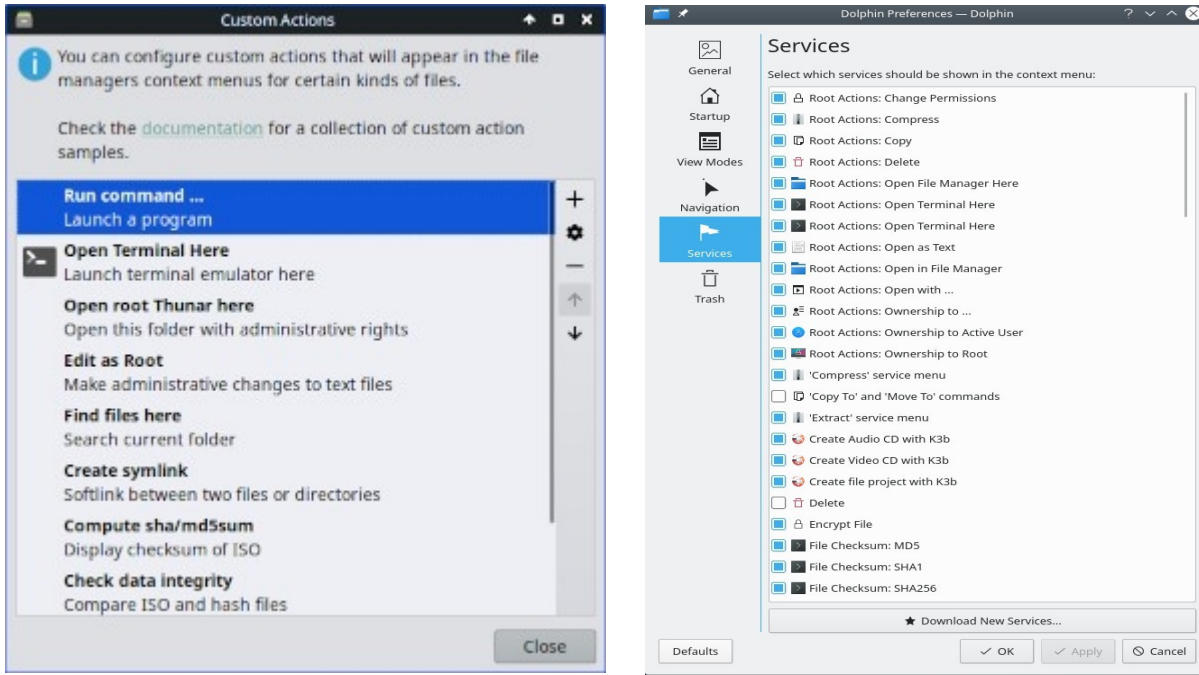 Custom Actions
You can configure custom actions that will appear in the file
managers context menus for certain kinds of files.
Check the documentation for a collection of custom action
samples.
Run command ...
Launch a program
Open Terminal Here
Launch terminal emulator here
Open root Thunar here
Open this folder with administrative rights
Edit as Root
Make administrative changes to text files
Find files here
Search current folder
Create symlink
Softlink between two files or directories
Compute sha/md5sum
Display checksum of ISO
Check data integrity
Compare ISO and hash files
Close
Dolphin Preferences — Dolphin
General
Startup
View Modes
Navigation
Services
Trash
Services
Select which services should be shown in the context menu:
Root Actions: Change Permissions
Root Actions: Compress
Root Actions: Copy
Root Actions: Delete
Root Actions: Open File Manager Here
Root Actions: Open Terminal Here
Root Actions: Open Terminal Here
Root Actions: Open as Text
Root Actions: Open in File Manager
Root Actions: Open with ...
Root Actions: Ownership to ...
Root Actions: Ownership to Active User
Root Actions: Ownership to Root
'Compress' service menu
'Copy To' and 'Move To' commands
'Extract' service menu
Create Audio CD with K3b
Create Video CD with K3b
Create file project with K3b
Delete
Encrypt File
File Checksum: MD5
File Checksum: SHA1
File Checksum: SHA256
Download New Services...
Defaults
OK
Apply
Cancel